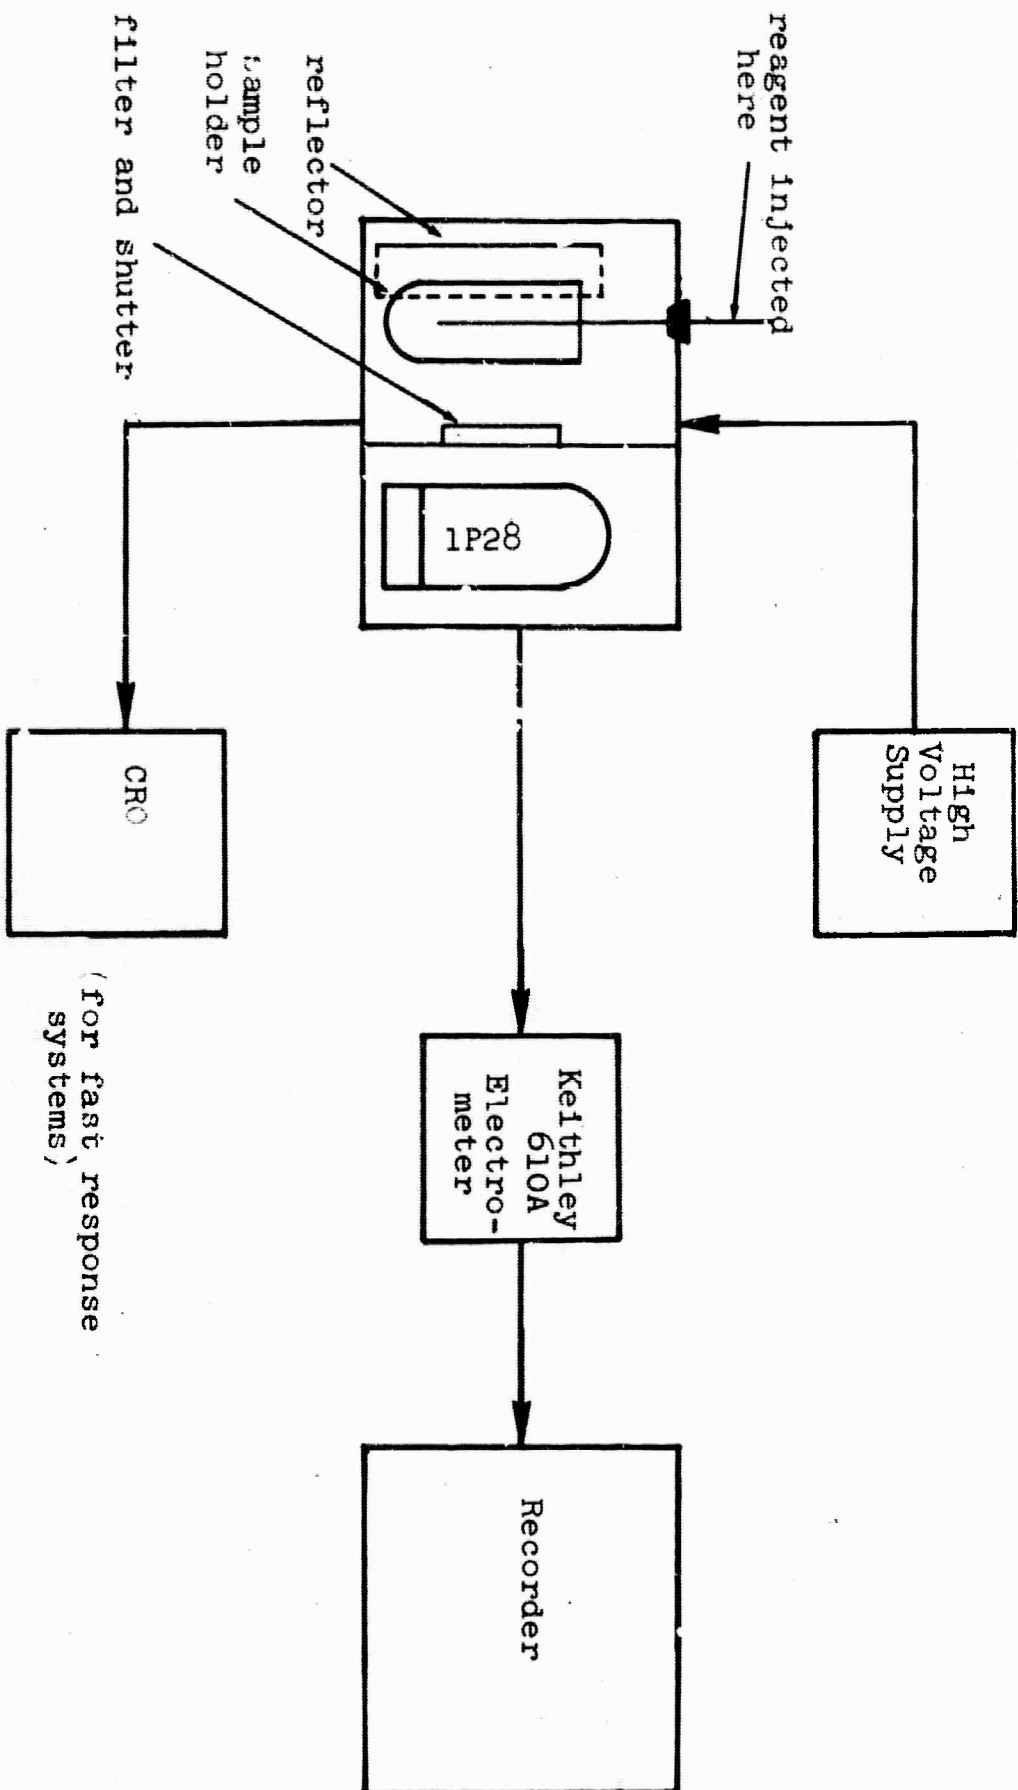 reagent injected
here
reflector
sample
holder
filter and shutter
1P28
High
Voltage
Supply
CRO
(for fast response
systems)
Keithley
610A
Electro-
meter
Recorder